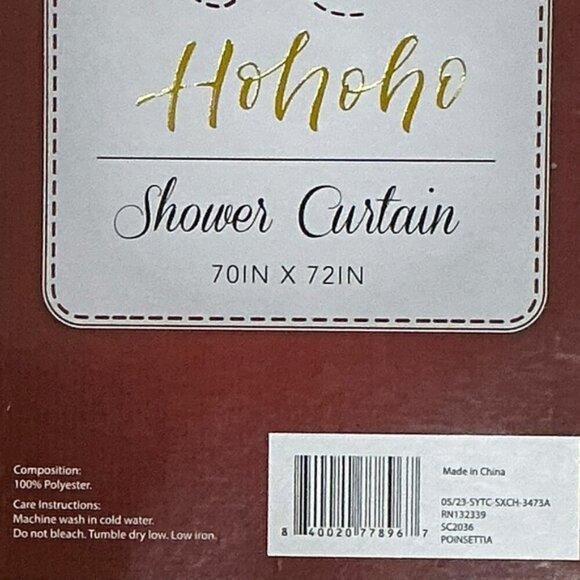 Hohoho
Shower Curtain
70IN X 72IN
Composition:
100% Polyester.
Care Instructions:
Machine wash in cold water.
Do not bleach. Tumble dry low. Low iron.
Made in China
05/23-SYTC-SXCH-3473A
RN132339
SC2036
POINSETTIA
8 40020 77896 7